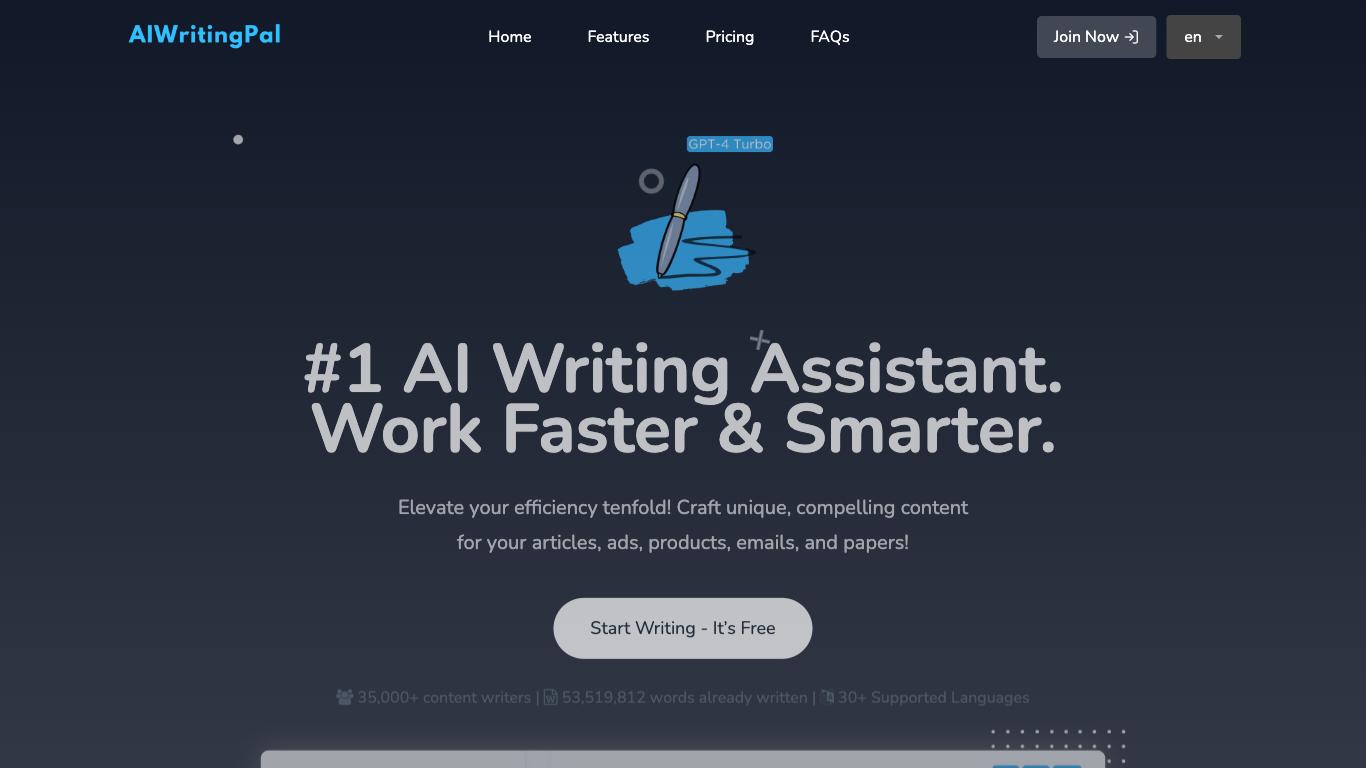 AIWritingPal
Home
Features
Pricing
FAQs
Join Now
en
GPT-4 Turbo
#1 AI Writing Assistant.
Work Faster & Smarter.
Elevate your efficiency tenfold! Craft unique, compelling content
for your articles, ads, products, emails, and papers!
Start Writing - It's Free
35,000+ content writers | 53,519,812 words already written | 30+ Supported Languages